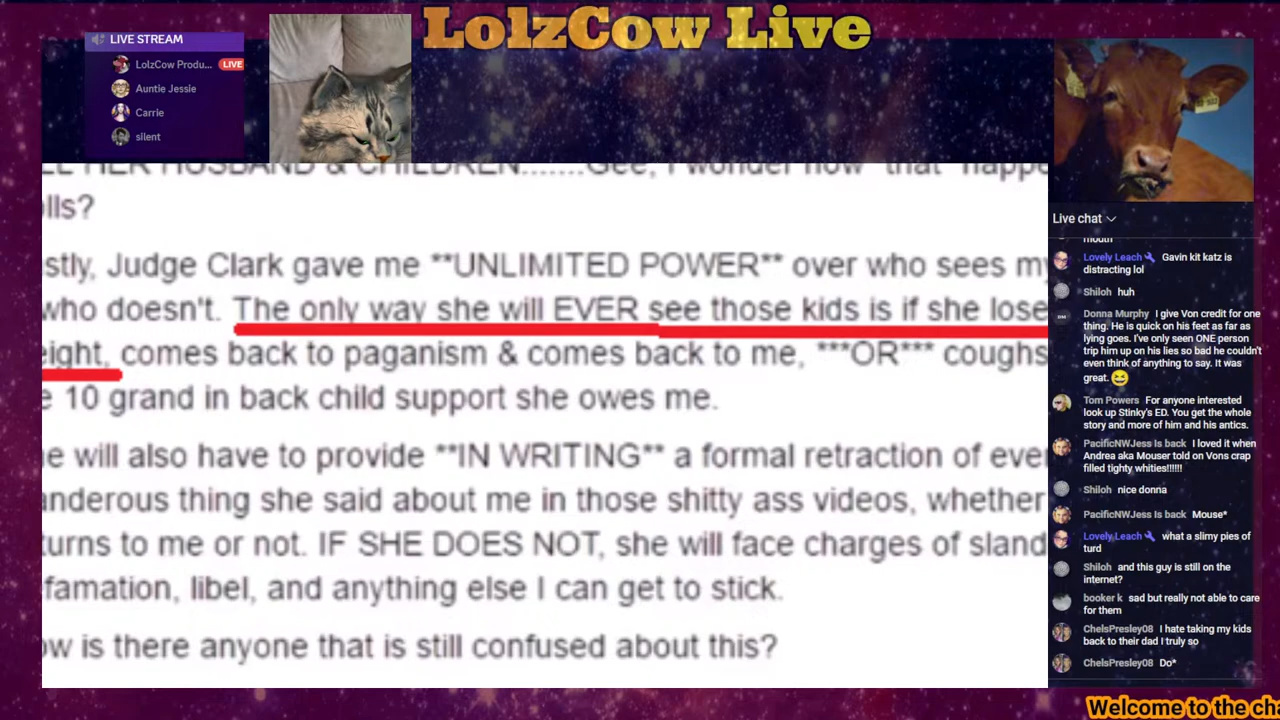 LolzCow Live
LIVE STREAM
LolzCow Produ... LIVE
Auntie Jessie
Carrie
silent
HER HUSBAND & CHILDREN.......Gee, I wonder how "that" happe
lls?
stly, Judge Clark gave me **UNLIMITED POWER** over who sees my
who doesn't. The only way she will EVER see those kids is if she lose
eight, comes back to paganism & comes back to me, ***OR*** coughs
e 10 grand in back child support she owes me.
e will also have to provide **IN WRITING** a formal retraction of ever
anderous thing she said about me in those shitty ass videos, whether
turns to me or not. IF SHE DOES NOT, she will face charges of sland
famation, libel, and anything else I can get to stick.
ow is there anyone that is still confused about this?
Live chat
mouth
Lovely Leach Gavin kit katz is
distracting lol
Shiloh huh
Donna Murphy I give Von credit for one
thing. He is quick on his feet as far as
lying goes. I've only seen ONE person
trip him up on his lies so bad he couldn't
even think of anything to say. It was
great.
Tom Powers For anyone interested
look up Stinky's ED. You get the whole
story and more of him and his antics.
PacificNWJess Is back I loved it when
Andrea aka Mouser told on Vons crap
filled tighty whities!!!!!!
Shiloh nice donna
PacificNWJess Is back Mouse*
Lovely Leach what a slimy pies of
turd
Shiloh and this guy is still on the
internet?
booker k sad but really not able to care
for them
ChelsPresley08 I hate taking my kids
back to their dad I truly so
ChelsPresley08 Do*
Welcome to the cha